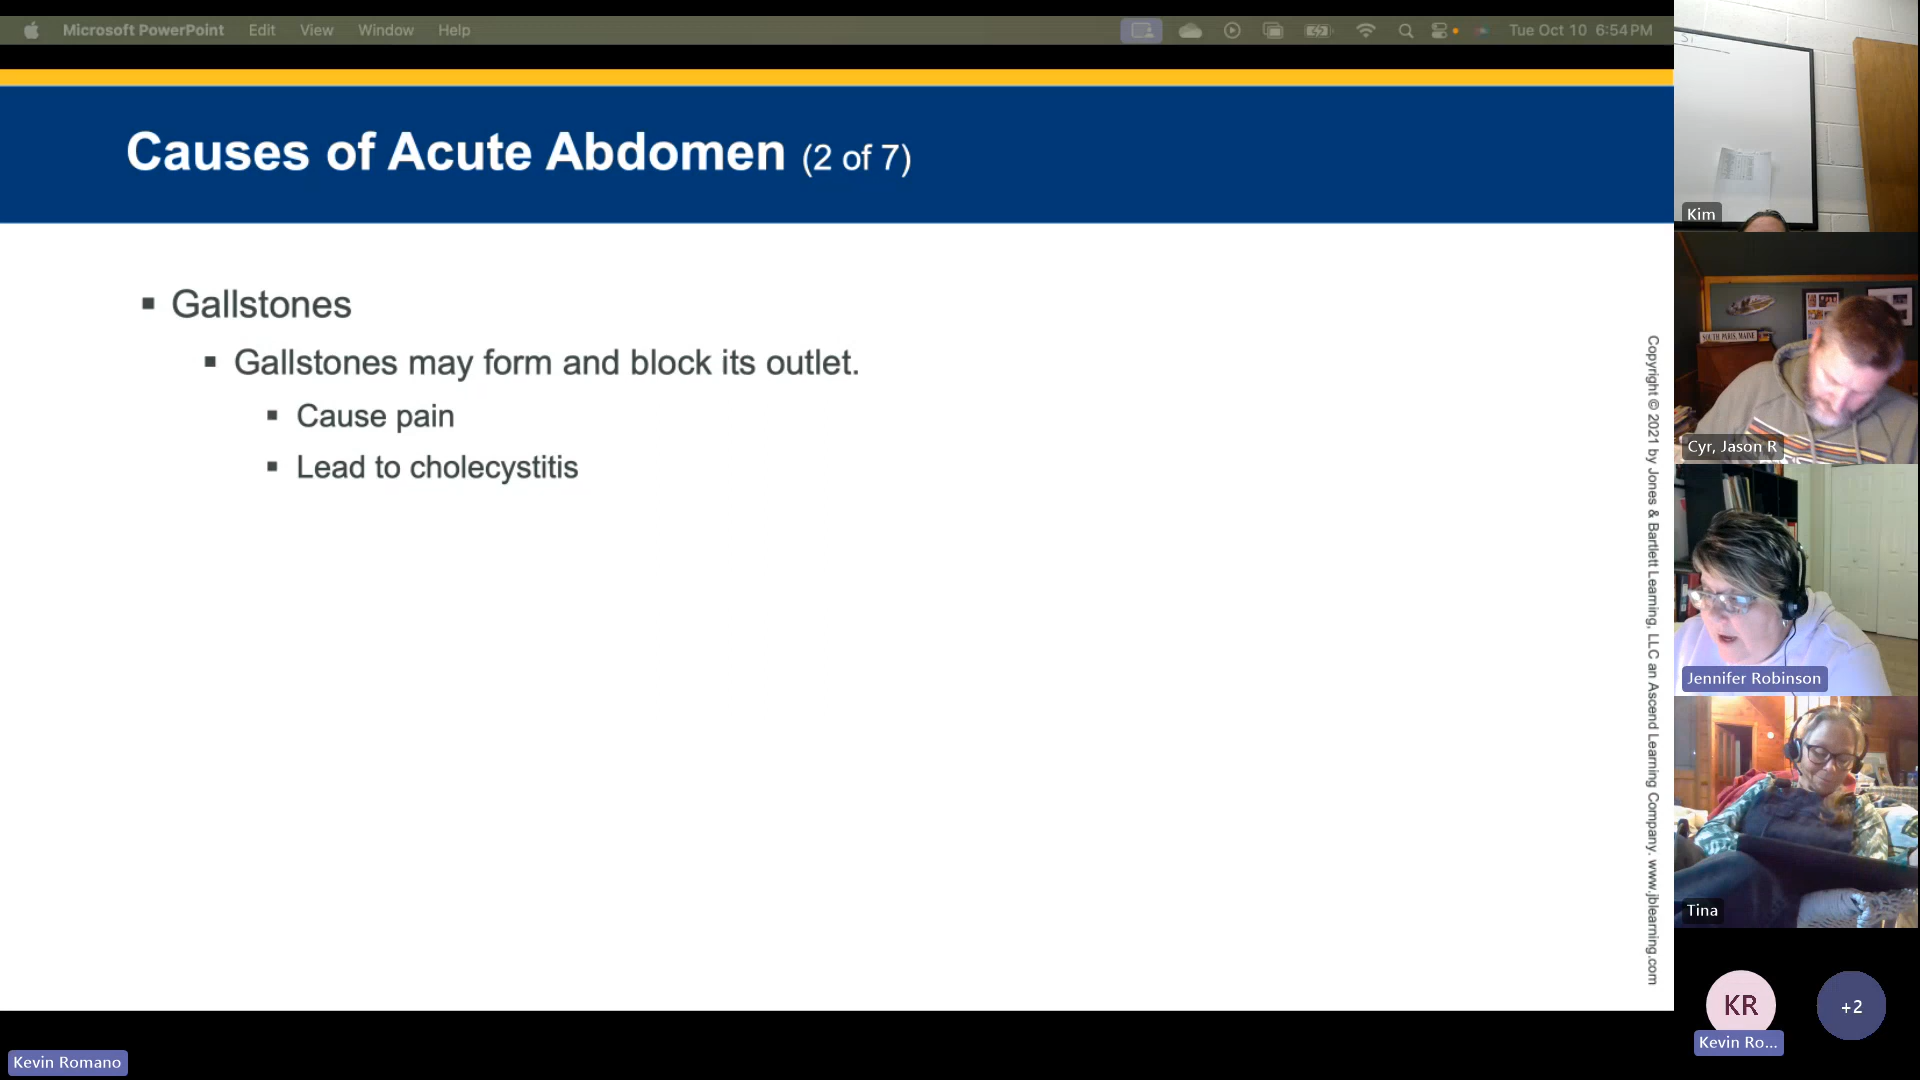 Microsoft PowerPoint Edit View Window Help Tue Oct 10 6:54 PM
Causes of Acute Abdomen (2 of 7)
Gallstones
Gallstones may form and block its outlet.
Cause pain
Lead to cholecystitis
Copyright © 2021 by Jones & Bartlett Learning, LLC an Ascend Learning Company. www.jblearning.com
Kim
SOUTH PARIS, MAINE
Cyr, Jason R
Jennifer Robinson
Tina
KR
+2
Kevin Ro...
Kevin Romano